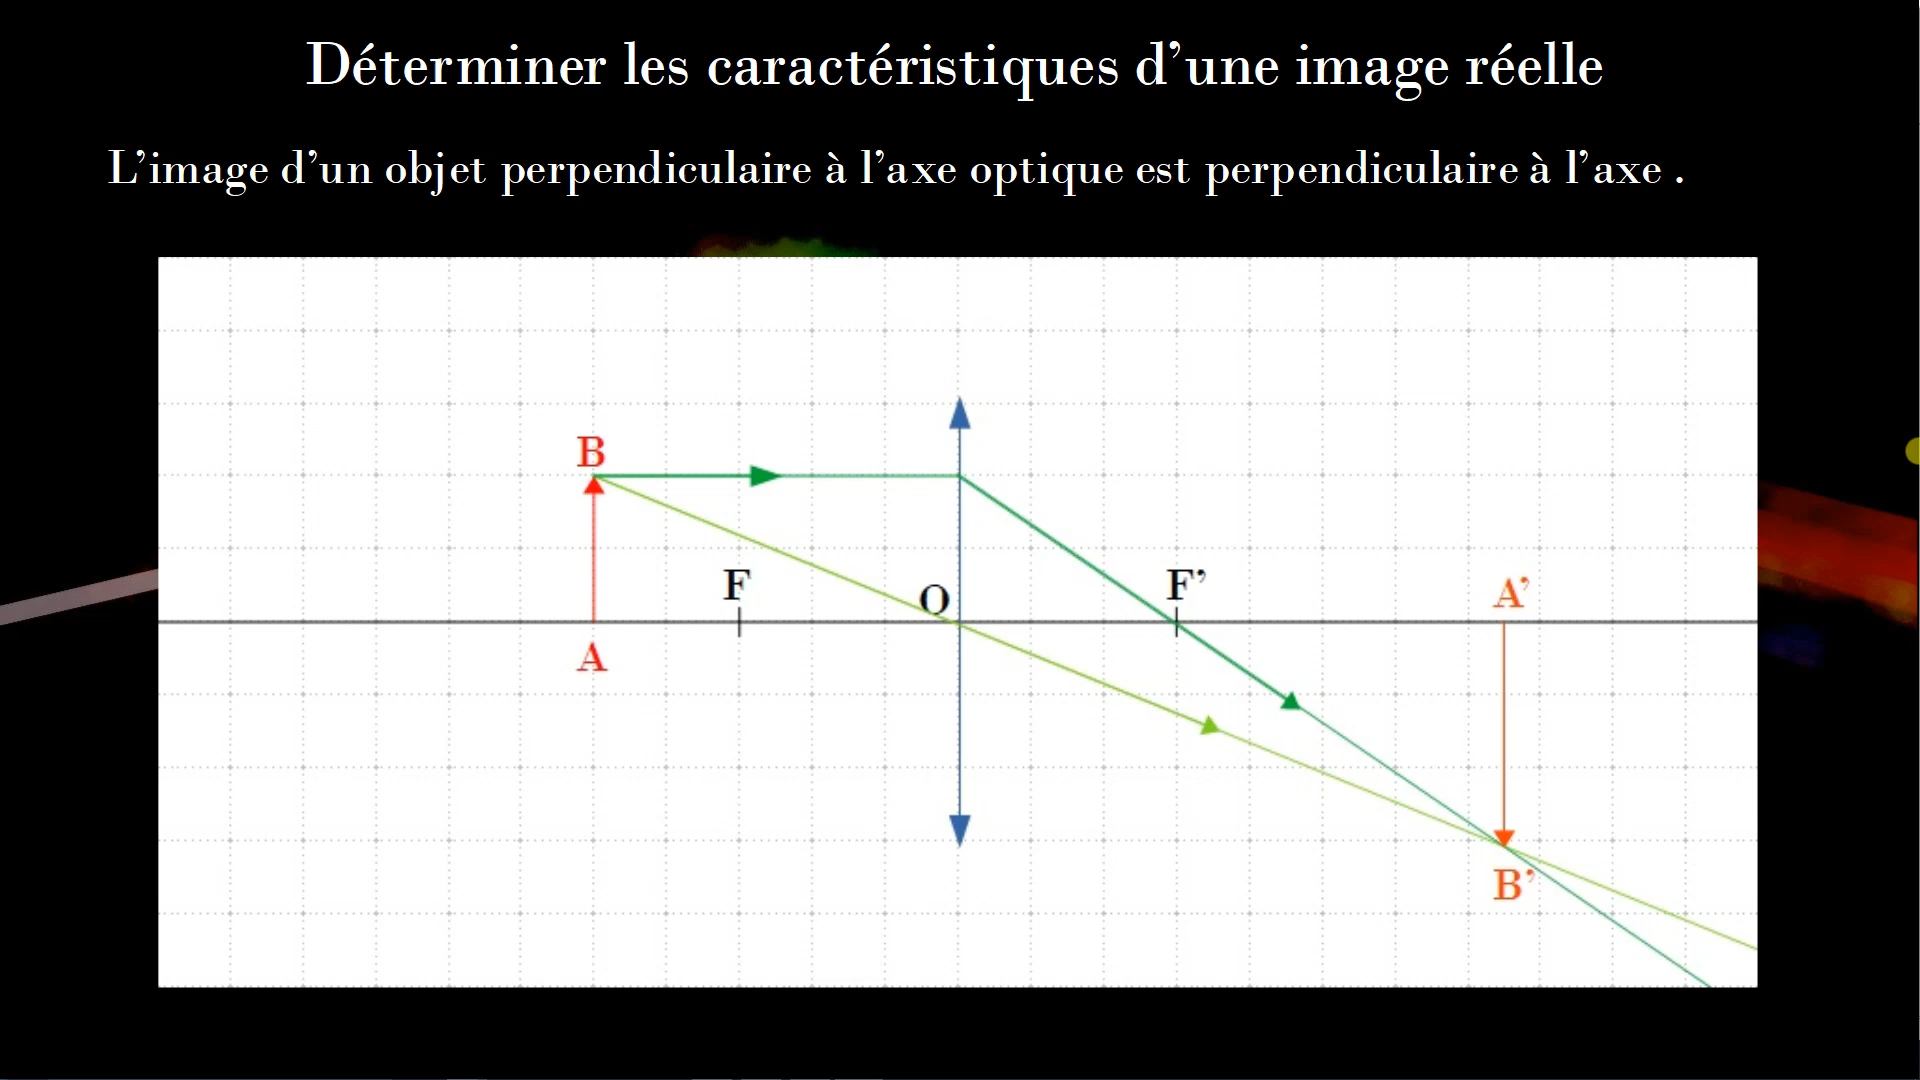 Déterminer les caractéristiques d’une image réelle
L’image d’un objet perpendiculaire à l’axe optique est perpendiculaire à l’axe .
B
F
O
F’
A’
A
B’